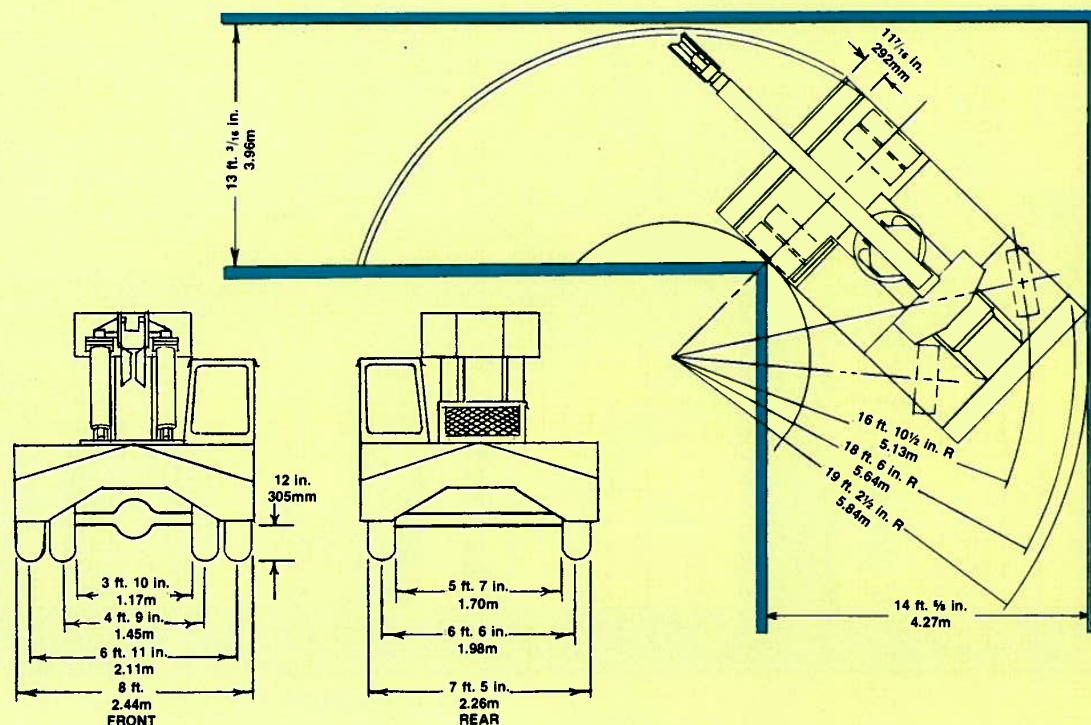 11 7/16 in.
292mm
13 ft. 3/16 in.
3.96m
16 ft. 10½ in. R
5.13m
18 ft. 6 in. R
5.64m
19 ft. 2½ in. R
5.84m
14 ft. ⅝ in.
4.27m
12 in.
305mm
3 ft. 10 in.
1.17m
4 ft. 9 in.
1.45m
6 ft. 11 in.
2.11m
8 ft.
2.44m
FRONT
5 ft. 7 in.
1.70m
6 ft. 6 in.
1.98m
7 ft. 5 in.
2.26m
REAR